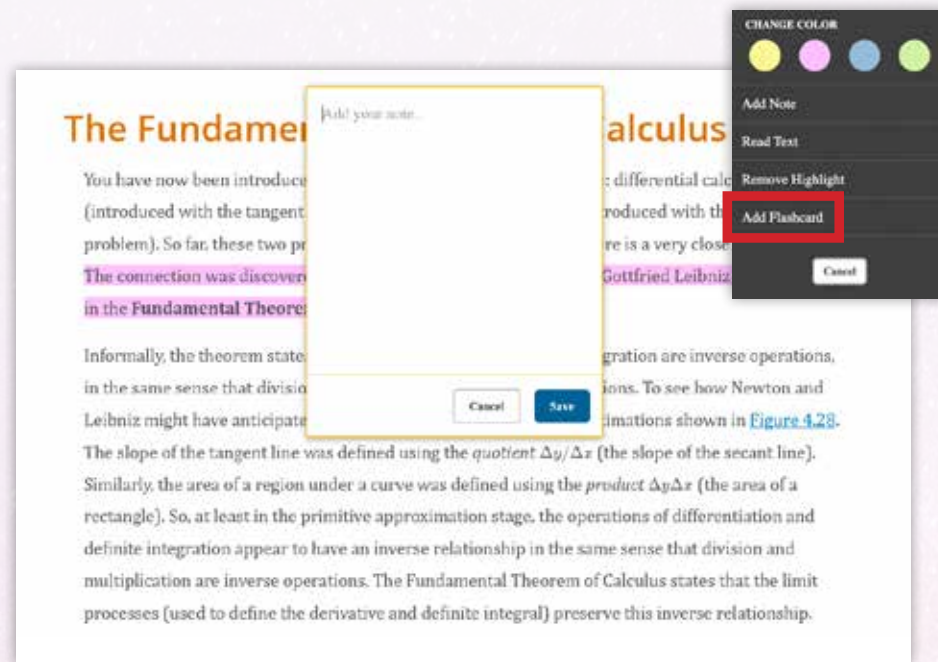 The Fundamen
alculus
You have now been introduce
: differential calc
(introduced with the tangent
roduced with th
problem). So far, these two pr
re is a very close
The connection was discover
Gottfried Leibniz
in the Fundamental Theore
Informally, the theorem state
gration are inverse operations,
in the same sense that divisio
ions. To see how Newton and
Leibniz might have anticipate
imations shown in Figure 4.28.
The slope of the tangent line was defined using the quotient Δy/Δx (the slope of the secant line).
Similarly, the area of a region under a curve was defined using the product ΔyΔx (the area of a
rectangle). So, at least in the primitive approximation stage, the operations of differentiation and
definite integration appear to have an inverse relationship in the same sense that division and
multiplication are inverse operations. The Fundamental Theorem of Calculus states that the limit
processes (used to define the derivative and definite integral) preserve this inverse relationship.
Add your note...
Cancel
Save
CHANGE COLOR
Add Note
Read Text
Remove Highlight
Add Flashcard
Cancel